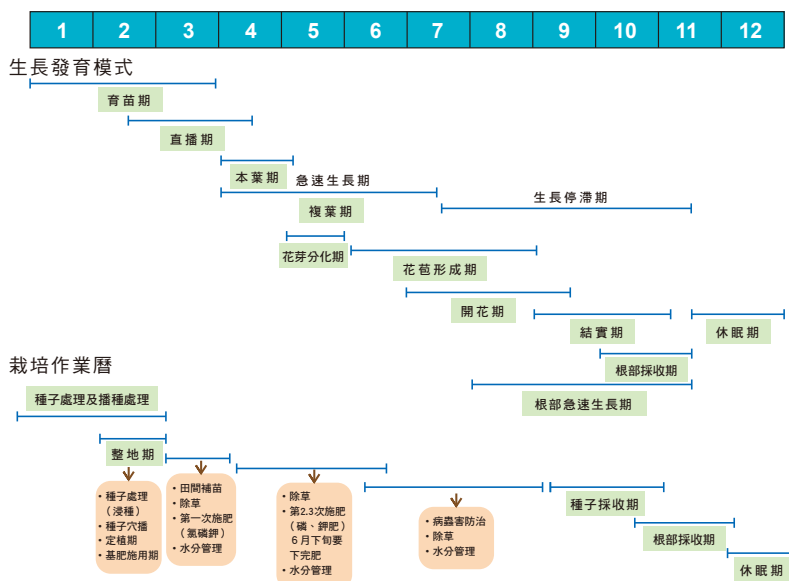 1 2 3 4 5 6 7 8 9 10 11 12
生長發育模式
育苗期
直播期
本葉期
急速生長期
複葉期
生長停滯期
花芽分化期
花苞形成期
開花期
結實期
休眠期
根部採收期
根部急速生長期
栽培作業曆
種子處理及播種處理
整地期
• 種子處理
（浸種）
• 種子穴播
• 定植期
• 基肥施用期
• 田間補苗
• 除草
• 第一次施肥
（氯磷鉀）
• 水分管理
• 除草
• 第2.3次施肥
（磷、鉀肥）
6月下旬要
下完肥
• 水分管理
• 病蟲害防治
• 除草
• 水分管理
種子採收期
根部採收期
休眠期